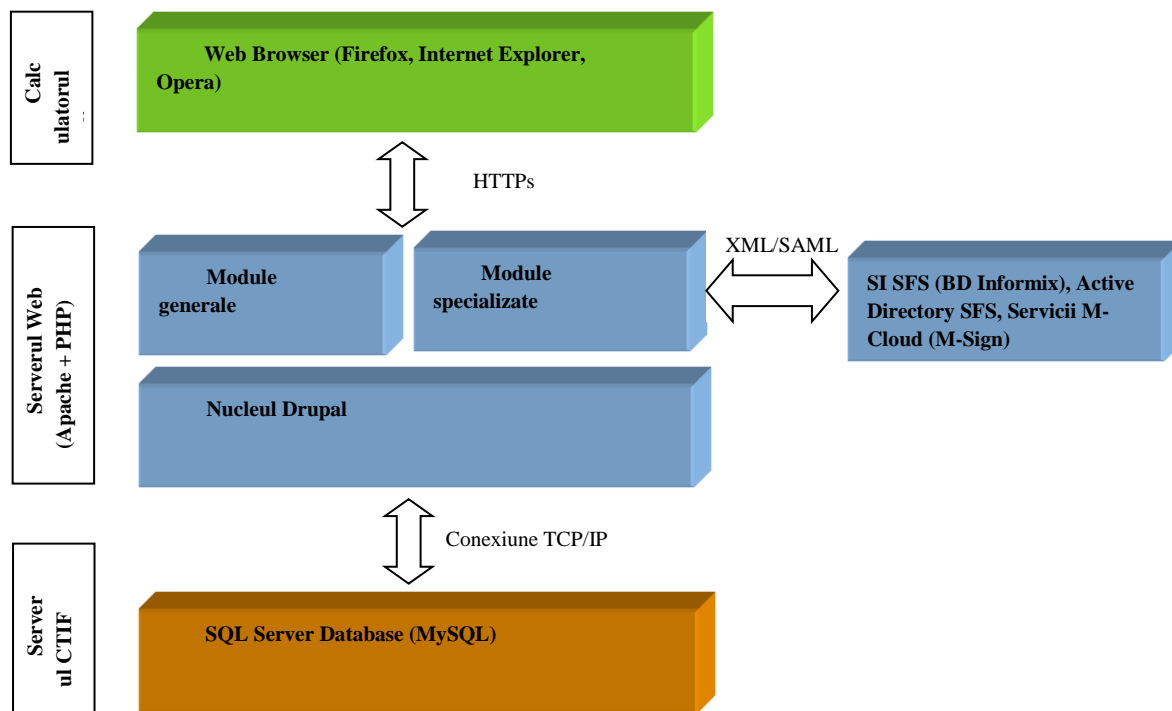 Calc
ulatorul
Web Browser (Firefox, Internet Explorer,
Opera)
HTTPs
Serverul Web
(Apache + PHP)
Module
generale
Module
specializate
XML/SAML
SI SFS (BD Informix), Active
Directory SFS, Servicii M-
Cloud (M-Sign)
Nucleul Drupal
Conexiune TCP/IP
Server
ul CTIF
SQL Server Database (MySQL)